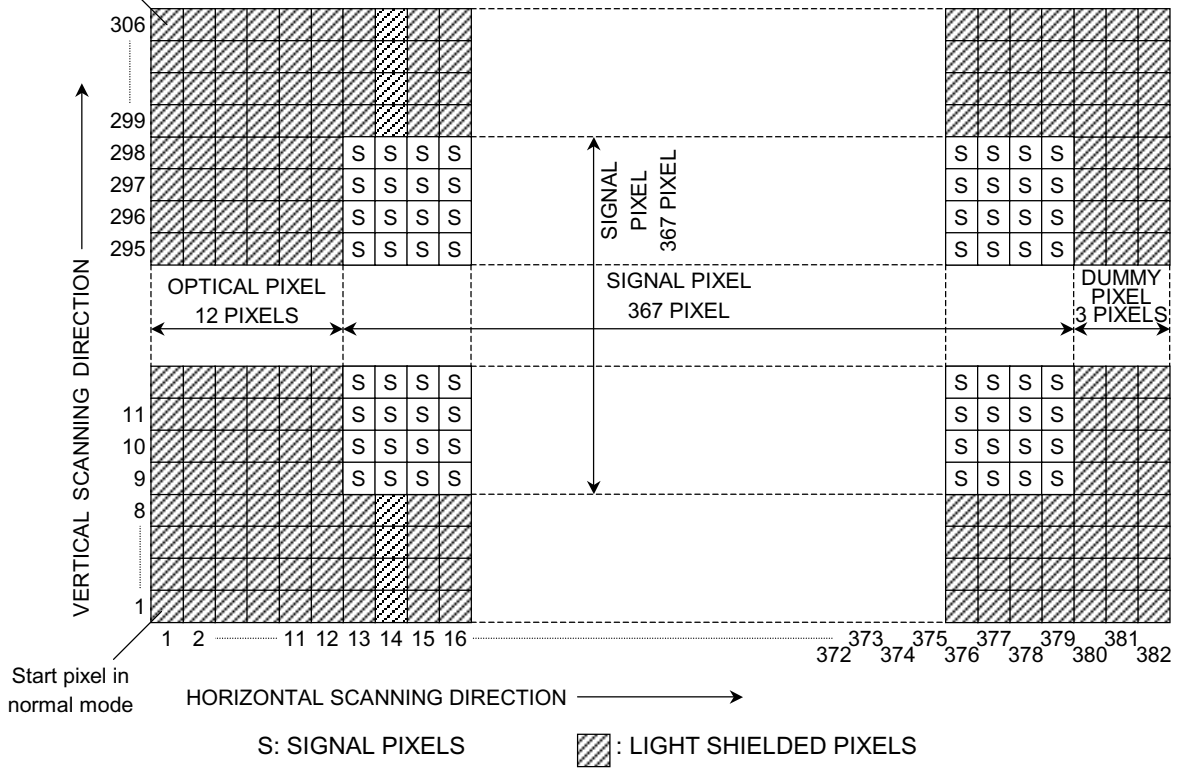 306
299
298
297
296
295
11
10
9
8
1
VERTICAL SCANNING DIRECTION
S S S S S S S S
S S S S S S S S
S S S S S S S S
S S S S S S S S
SIGNAL
PIXEL
367 PIXEL
OPTICAL PIXEL
12 PIXELS
SIGNAL PIXEL
367 PIXEL
DUMMY
PIXEL
3 PIXELS
S S S S S S S S
S S S S S S S S
S S S S S S S S
S S S S S S S S
1 2 11 12 13 14 15 16 373 375 377 379 381
372 374 376 378 380 382
Start pixel in
normal mode
HORIZONTAL SCANNING DIRECTION
S: SIGNAL PIXELS
: LIGHT SHIELDED PIXELS